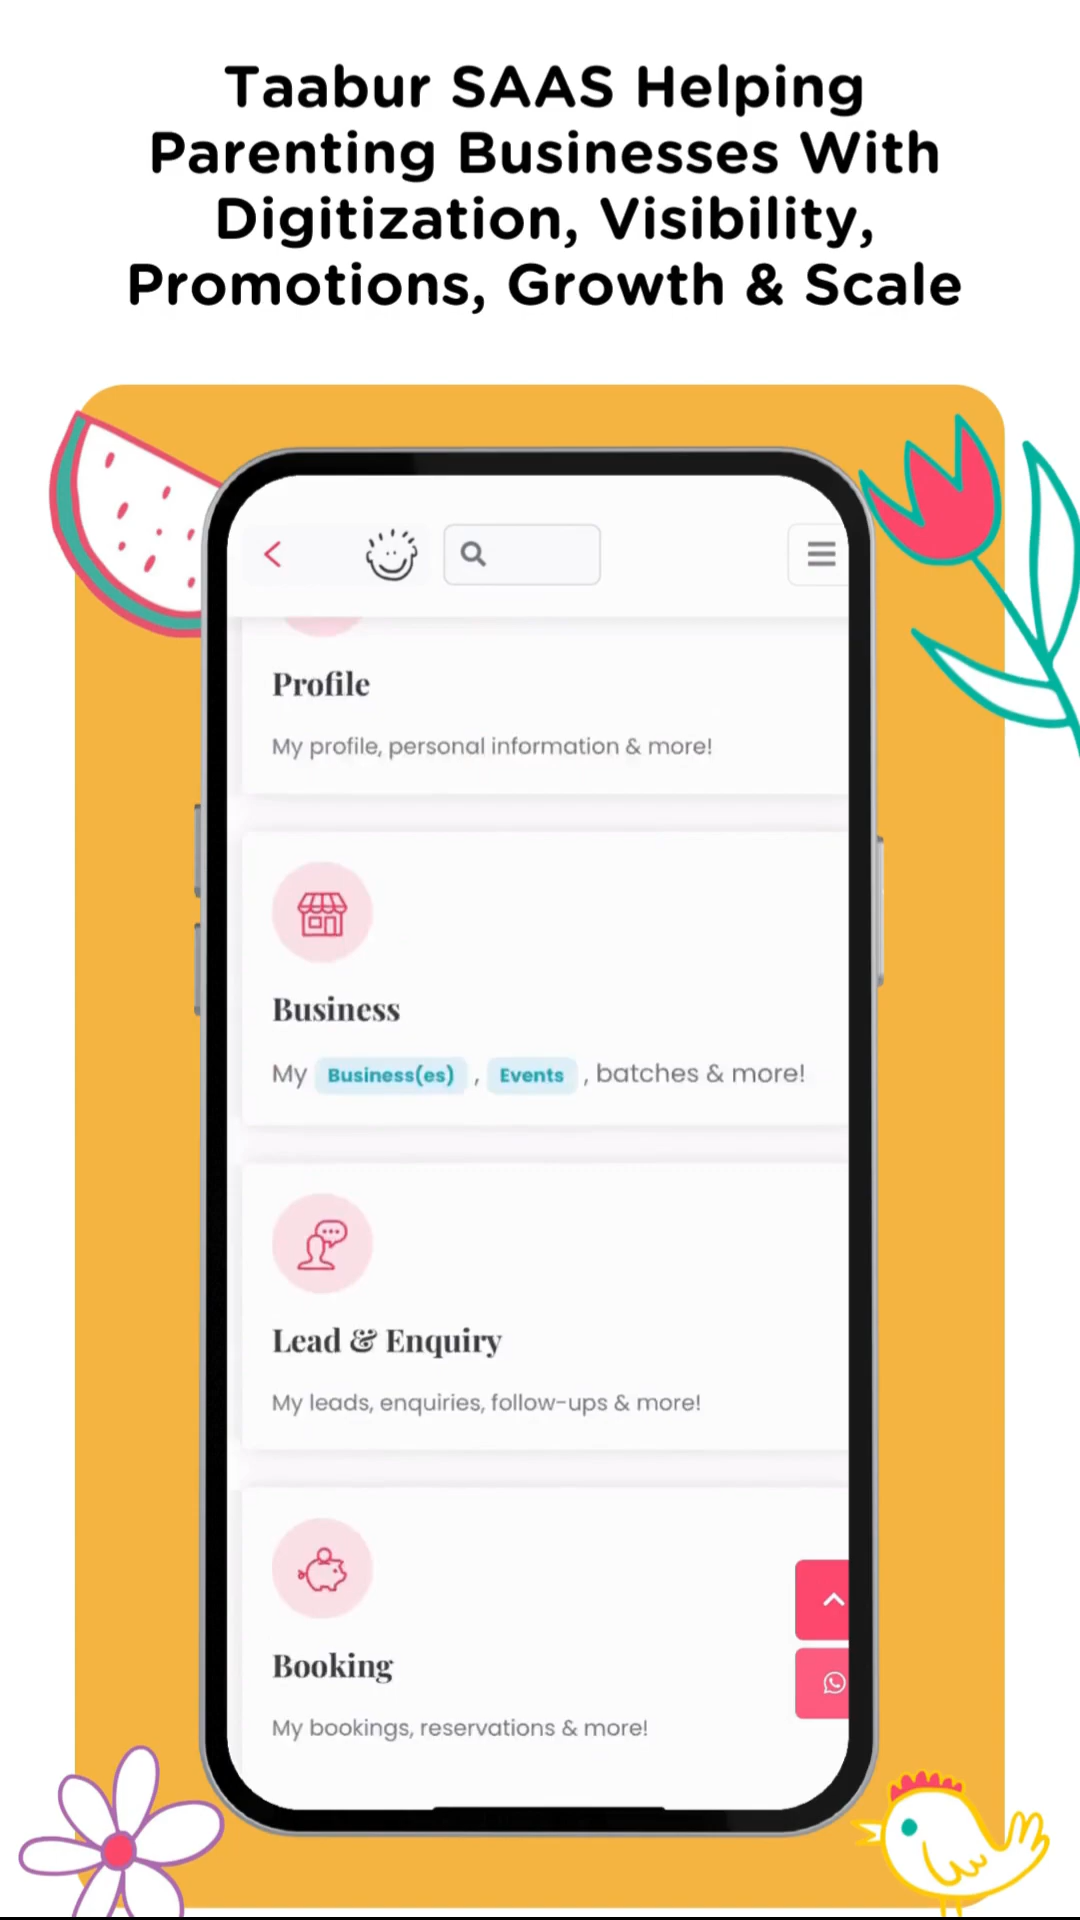 Taabur SAAS Helping
Parenting Businesses With
Digitization, Visibility,
Promotions, Growth & Scale
Profile
My profile, personal information & more!
Business
My Business(es) , Events , batches & more!
Lead & Enquiry
My leads, enquiries, follow-ups & more!
Booking
My bookings, reservations & more!